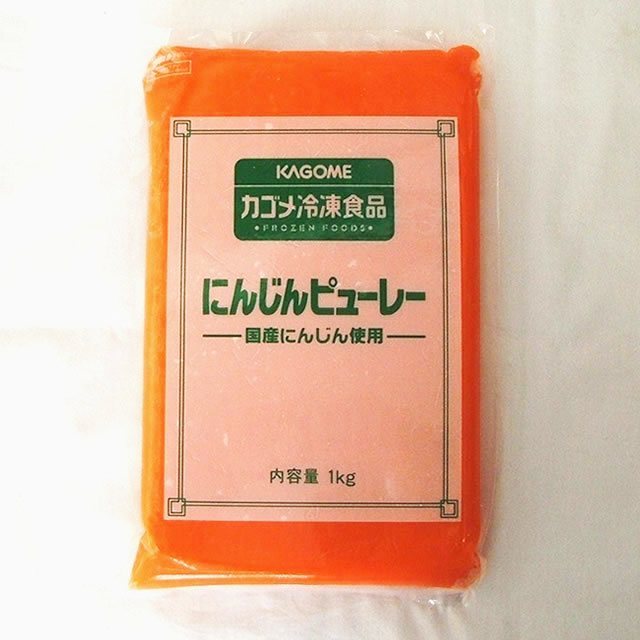 KAGOME
カゴメ冷凍食品
•FROZEN FOODS•
にんじんピューレー
国産にんじん使用
内容量 1kg